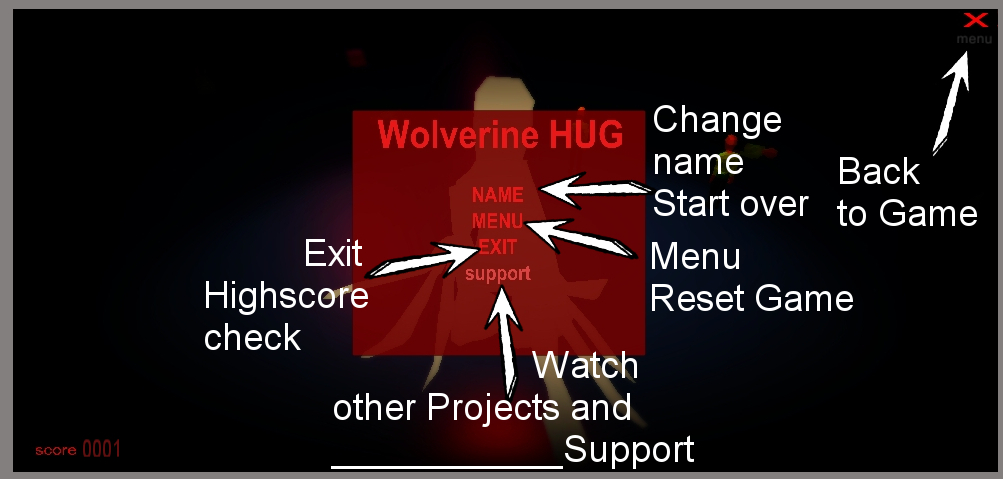 X
menu
Wolverine HUG
NAME
MENU
EXIT
support
Change
name
Start over
Back
to Game
Menu
Reset Game
Exit
Highscore
check
Watch
other Projects and
Support
score 0001